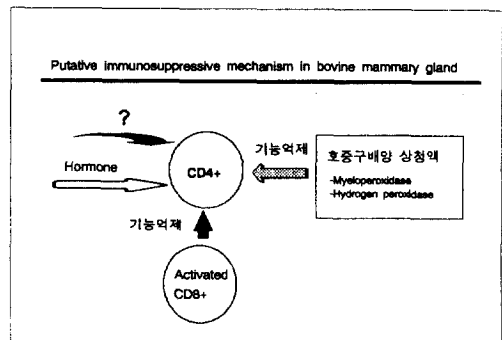 Putative immunosuppressive mechanism in bovine mammary gland
?
Hormone
CD4+
기능억제
호중구배양 상청액
-Myeloperoxidase
-Hydrogen peroxidase
기능억제
Activated
CD8+